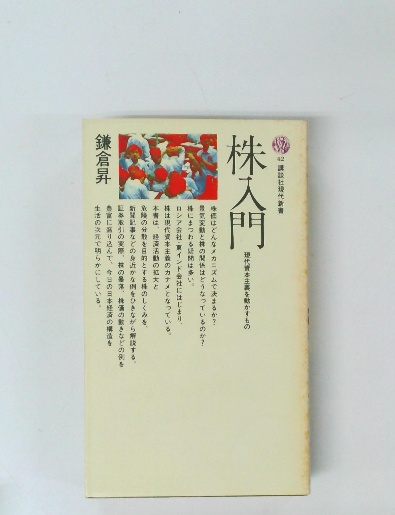 42 講談社現代新書
株入門
現代資本主義を動かすもの
鎌倉昇
株価はどんなメカニズムで決まるか?
景気変動と株の関係はどうなっているのか?
株にまつわる疑問は多い。
ロシア会社・東インド会社にはじまり、
株は現代資本主義のカナメとなっている。
本書は、経済活動の拡大と
危険の分散を目的とする株のしくみを、
新聞記事などの身近かな例をひきながら解説する。
証券取引の実際、株の暴落、株価の動きなどの例を
豊富に盛り込んで、今日の日本経済の構造を
生活の次元で明らかにしている。